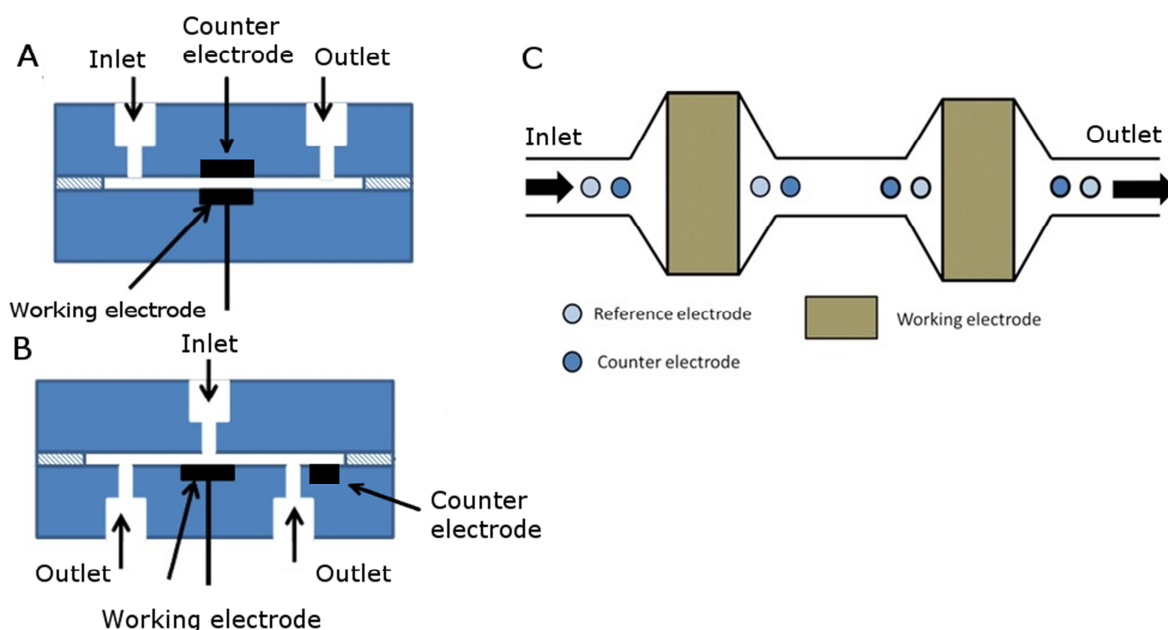 A
Inlet
Counter
electrode
Outlet
Working electrode
B
Inlet
Counter
electrode
Outlet
Outlet
Working electrode
C
Inlet
Outlet
Reference electrode
Working electrode
Counter electrode